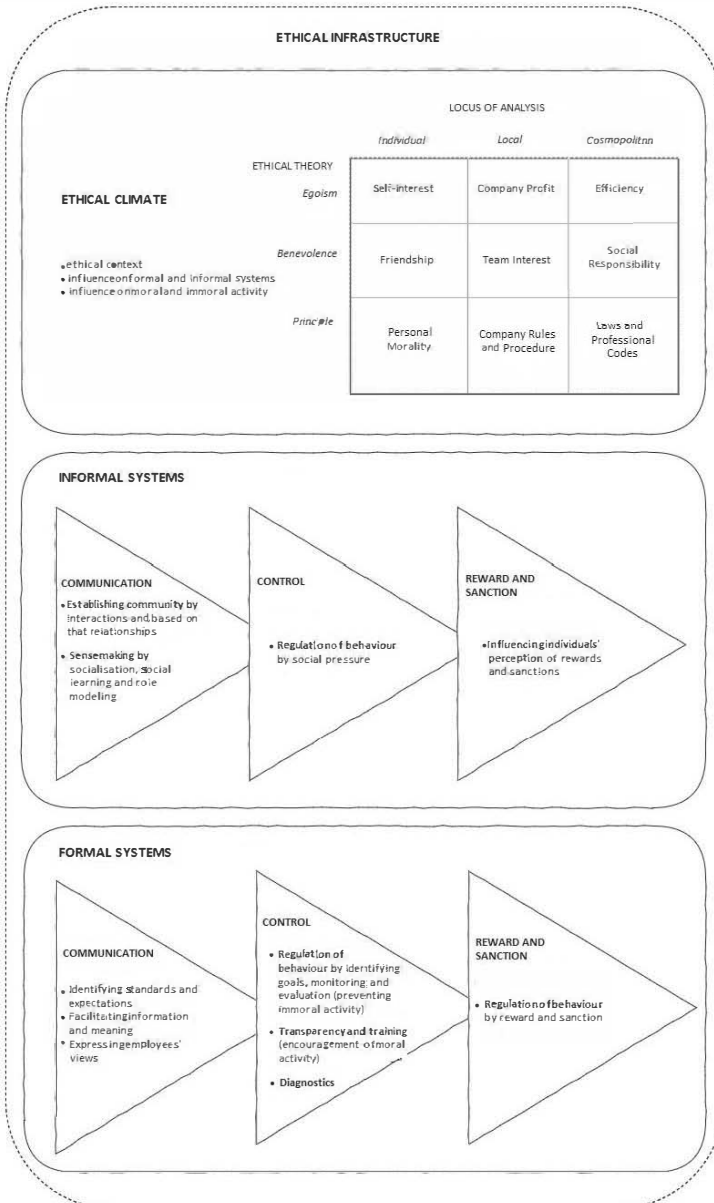 ETHICAL INFRASTRUCTURE
LOCUS OF ANALYSIS
Individual Local Cosmopolitan
ETHICAL THEORY
Egoism Self-interest Company Profit Efficiency
ETHICAL CLIMATE
Benevolence Friendship Team Interest Social
Responsibility
• ethical context
• influence on formal and informal systems
• influence on moral and immoral activity
Principle Personal
Morality Company Rules
and Procedure Laws and
Professional
Codes
INFORMAL SYSTEMS
COMMUNICATION
• Establishing community by
interactions and based on
that relationships
• Sensemaking by
socialisation, social
learning and role
modeling
CONTROL
• Regulation of behaviour
by social pressure
REWARD AND
SANCTION
• Influencing individuals'
perception of rewards
and sanctions
FORMAL SYSTEMS
COMMUNICATION
• Identifying standards and
expectations
• Facilitating information
and meaning
• Expressing employees'
views
CONTROL
• Regulation of
behaviour by identifying
goals, monitoring and
evaluation (preventing
immoral activity)
• Transparency and training
(encouragement of moral
activity)
• Diagnostics
REWARD AND
SANCTION
• Regulation of behaviour
by reward and sanction